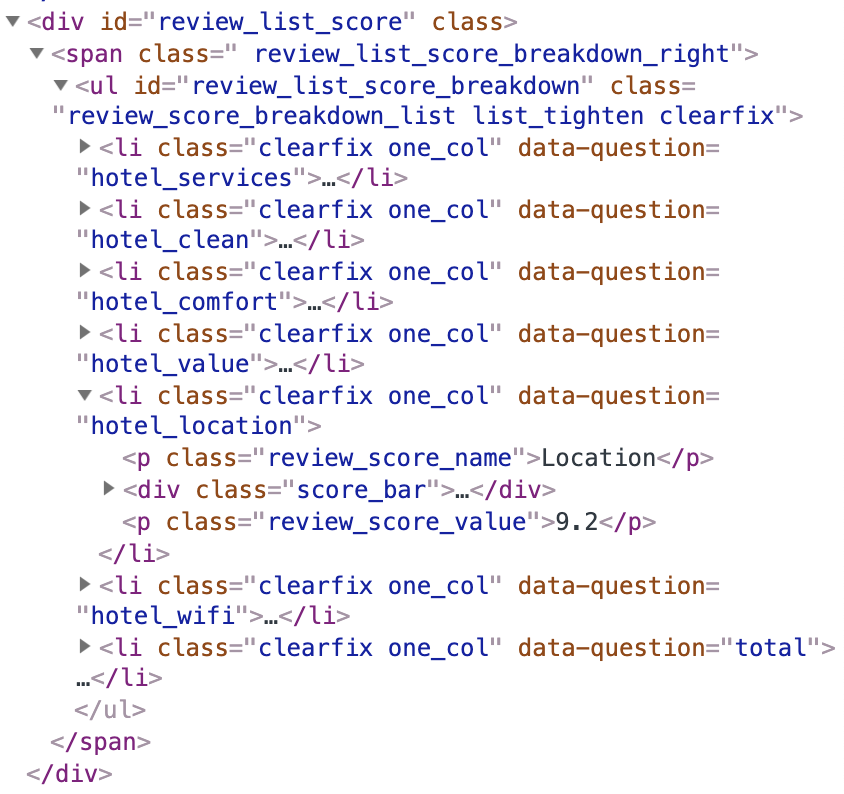 ▼<div id="review_list_score" class>
▼<span class=" review_list_score_breakdown_right">
▼<ul id="review_list_score_breakdown" class=
"review_score_breakdown_list list_tighten clearfix">
▶<li class="clearfix one_col" data-question=
"hotel_services">…</li>
▶<li class="clearfix one_col" data-question=
"hotel_clean">…</li>
▶<li class="clearfix one_col" data-question=
"hotel_comfort">…</li>
▶<li class="clearfix one_col" data-question=
"hotel_value">…</li>
▼<li class="clearfix one_col" data-question=
"hotel_location">
<p class="review_score_name">Location</p>
▶<div class="score_bar">…</div>
<p class="review_score_value">9.2</p>
</li>
▶<li class="clearfix one_col" data-question=
"hotel_wifi">…</li>
▶<li class="clearfix one_col" data-question="total">
…</li>
</ul>
</span>
</div>